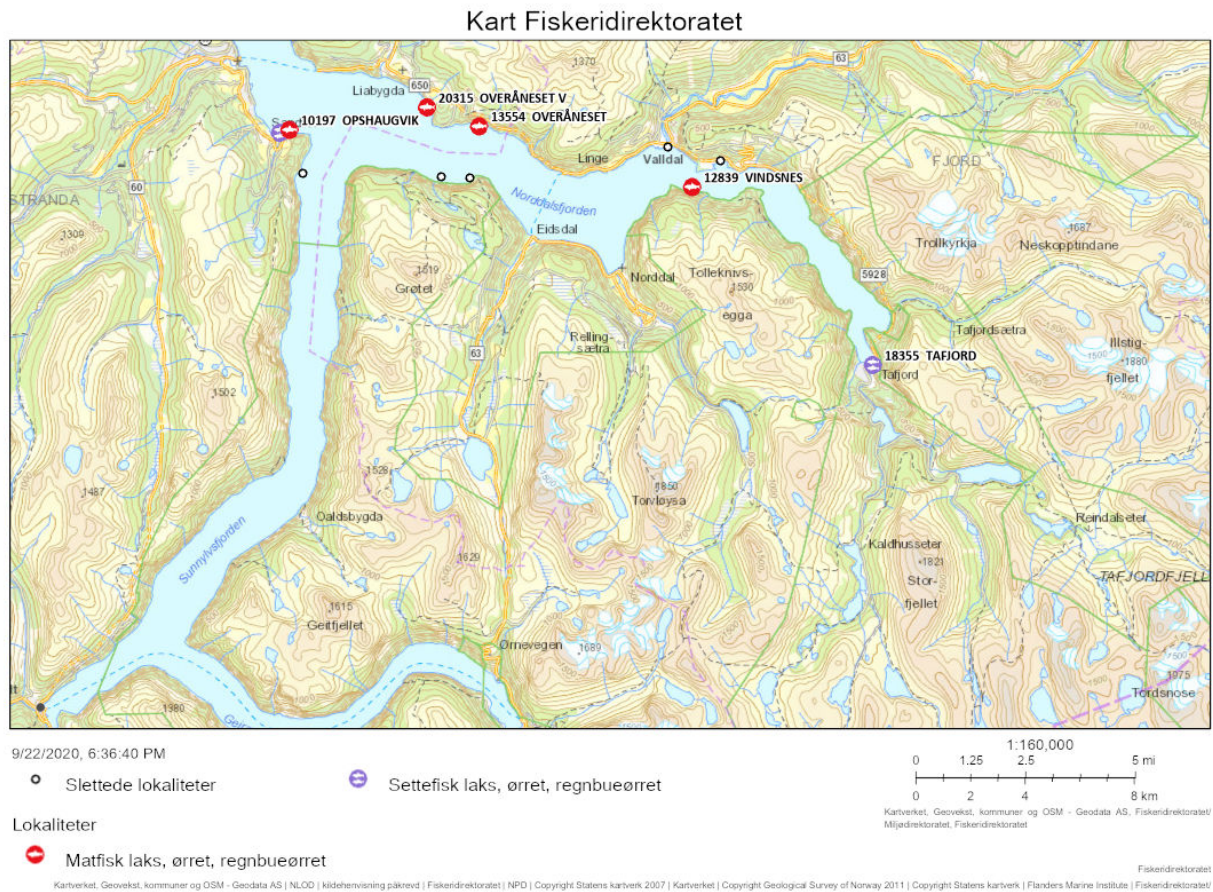 Kart Fiskeridirektoratet
1370
63
Liabygda
650
20315 OVERÅNESET V
10197 OPSHAUGVIK
13554 OVERÅNESET
Linge
Valldal
FJORD
12839 VINDSNES
60
STRANDA
Norddalsfjorden
1687
1309
Eidsdal
Trollkyrkja
Neskopptindane
1519
Grøtet
Norddal
Tolleknivs-
1530
egga
5928
Relling-
sætra
Tafjordsætra
Illstig-
1880
fjellet
63
18355 TAFJORD
Tafjord
1502
1528
1487
1850
Torvløysa
Oaldsbygda
Reindalseter
Sunnylvsfjorden
1629
Kaldhusseter
1821
Stor-
fjellet
TAFJORDFJELL
1615
Geitfjellet
Ørnevegen
1689
1975
Tordsnose
1380
9/22/2020, 6:36:40 PM
Slettede lokaliteter
Settefisk laks, ørret, regnbueørret
Lokaliteter
Matfisk laks, ørret, regnbueørret
1:160,000
0 1.25 2.5 5 mi
0 2 4 8 km
Kartverket, Geovekst, kommuner og OSM - Geodata AS, Fiskeridirektoratet/
Miljødirektoratet, Fiskeridirektoratet
Fiskeridirektoratet
Kartverket, Geovekst, kommuner og OSM - Geodata AS | NLOD | kildehenvisning påkrevd | Fiskeridirektoratet | NPD | Copyright Statens kartverk 2007 | Kartverket | Copyright Geological Survey of Norway 2011 | Copyright Statens kartverk | Flanders Marine Institute | Fiskeridirektoratet/